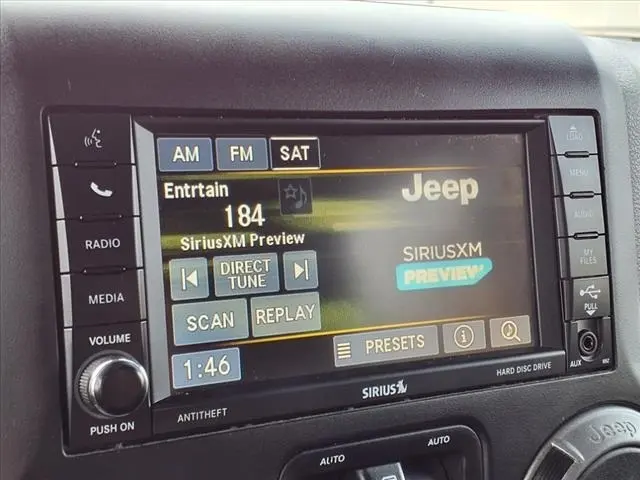 AM FM SAT
LOAD
Entrtain
Jeep
MENU
184
RADIO
SiriusXM Preview
AUDIO
SIRIUSXM
PREVIEW
DIRECT
TUNE
MY
FILES
MEDIA
SCAN REPLAY
PULL
VOLUME
PRESETS
1:46
AUX
HARD DISC DRIVE
SIRIUS
ANTITHEFT
PUSH ON
AUTO AUTO
Jeep